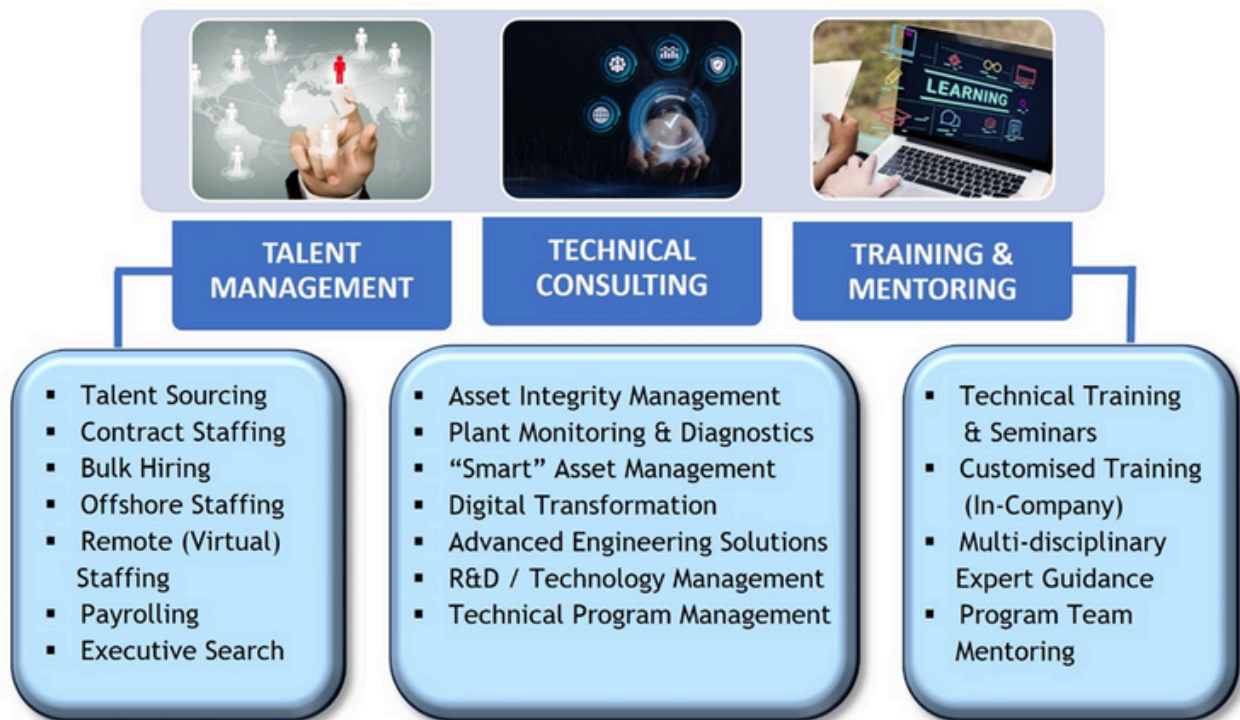 LEARNING
TALENT
MANAGEMENT
TECHNICAL
CONSULTING
TRAINING &
MENTORING
▪ Talent Sourcing
▪ Contract Staffing
▪ Bulk Hiring
▪ Offshore Staffing
▪ Remote (Virtual)
Staffing
▪ Payrolling
▪ Executive Search
▪ Asset Integrity Management
▪ Plant Monitoring & Diagnostics
▪ “Smart” Asset Management
▪ Digital Transformation
▪ Advanced Engineering Solutions
▪ R&D / Technology Management
▪ Technical Program Management
▪ Technical Training
& Seminars
▪ Customised Training
(In-Company)
▪ Multi-disciplinary
Expert Guidance
▪ Program Team
Mentoring